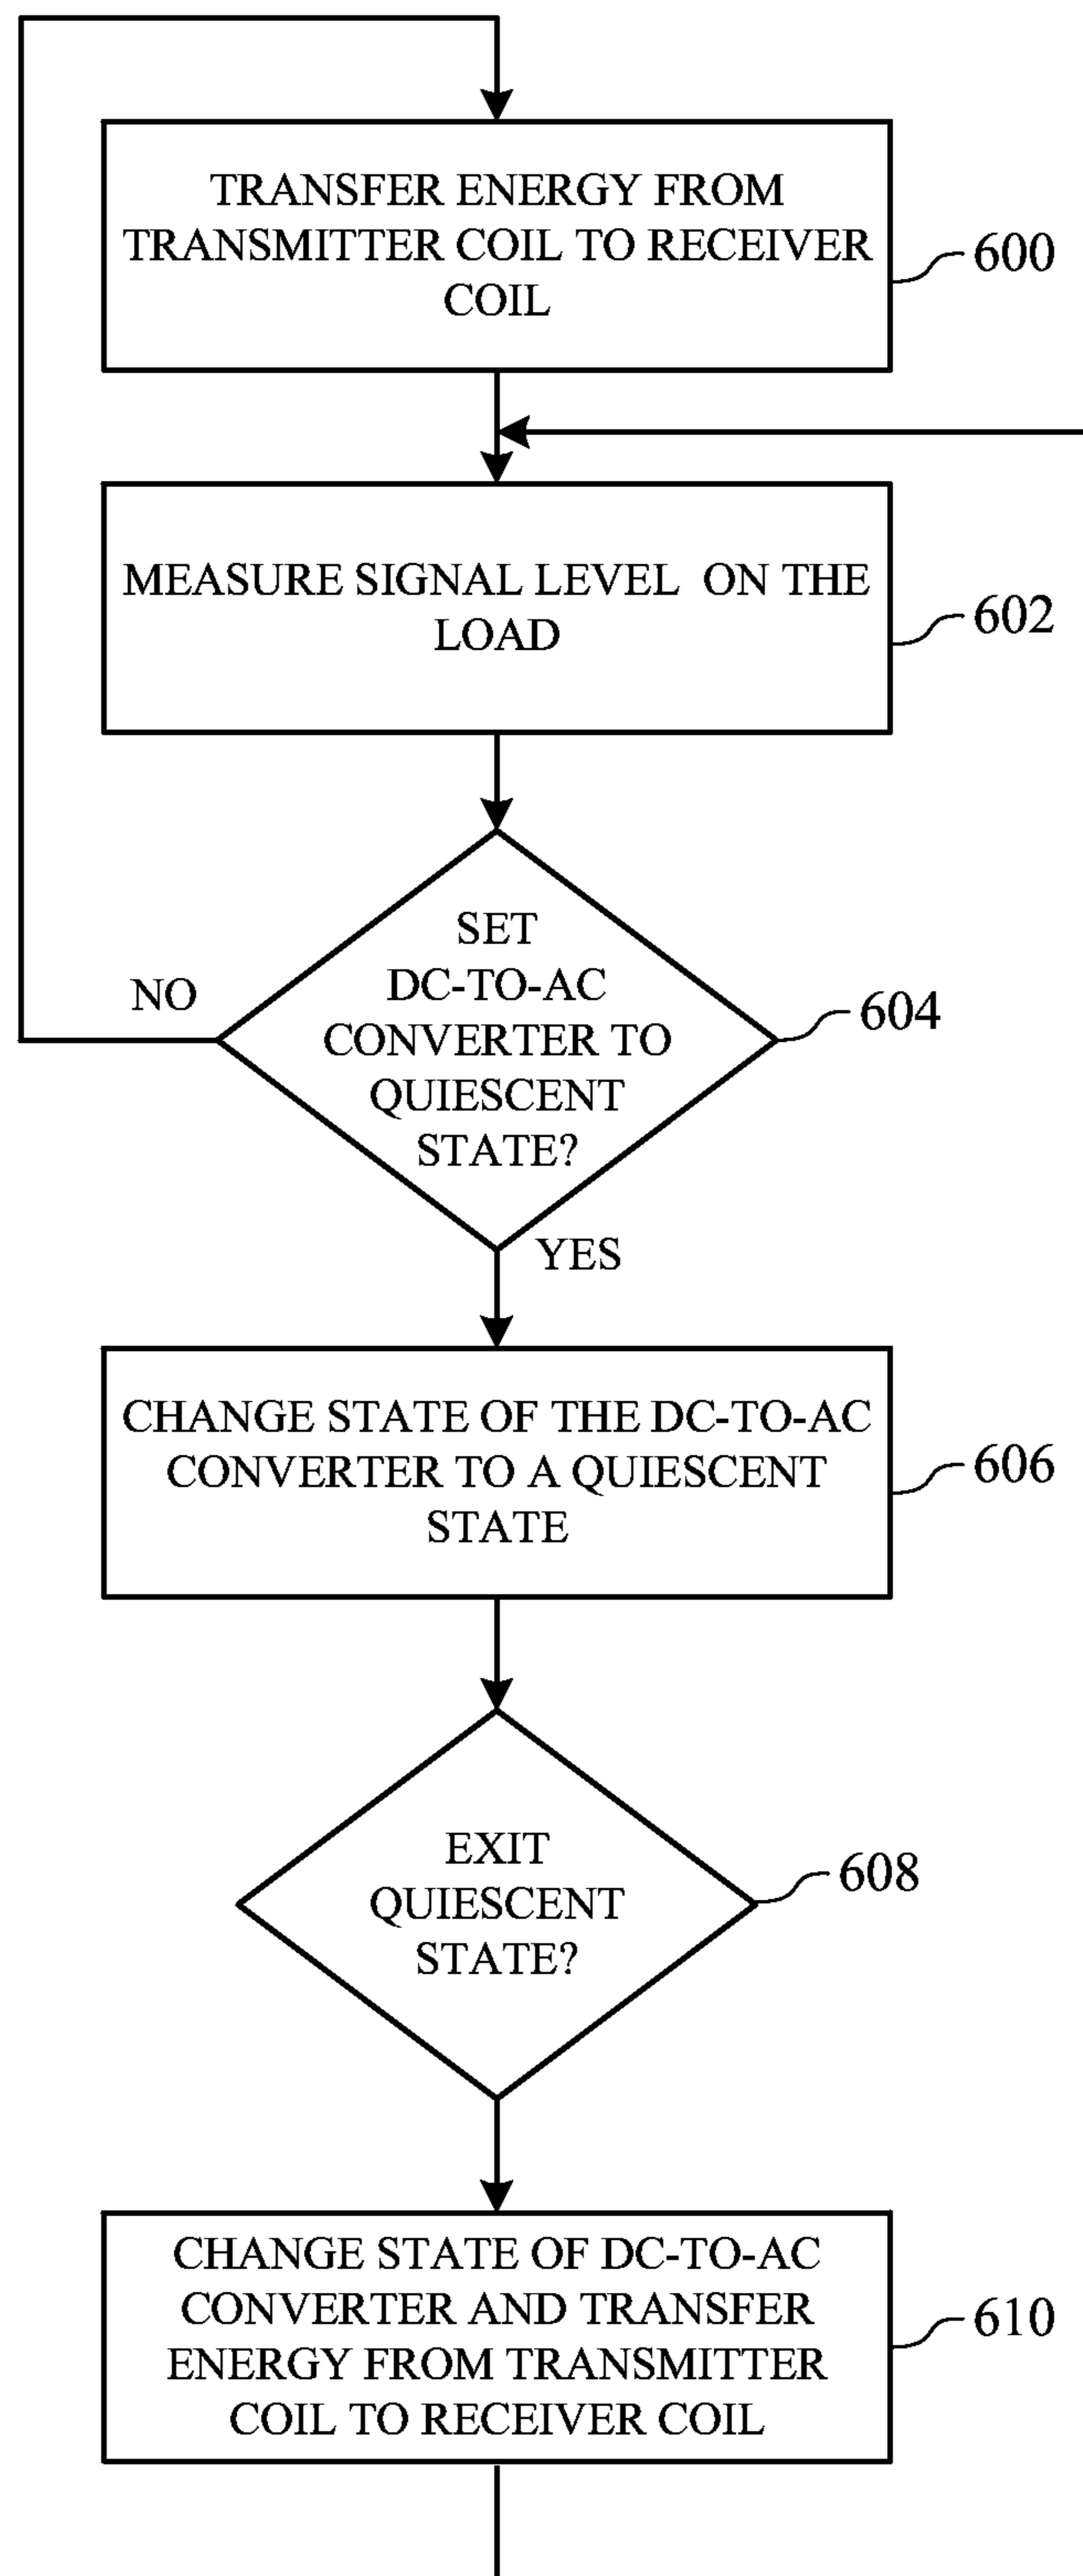 TRANSFER ENERGY FROM
TRANSMITTER COIL TO RECEIVER
COIL
600
MEASURE SIGNAL LEVEL ON THE
LOAD
602
SET
DC-TO-AC
CONVERTER TO
QUIESCENT
STATE?
NO
604
YES
CHANGE STATE OF THE DC-TO-AC
CONVERTER TO A QUIESCENT
STATE
606
EXIT
QUIESCENT
STATE?
608
CHANGE STATE OF DC-TO-AC
CONVERTER AND TRANSFER
ENERGY FROM TRANSMITTER
COIL TO RECEIVER COIL
610